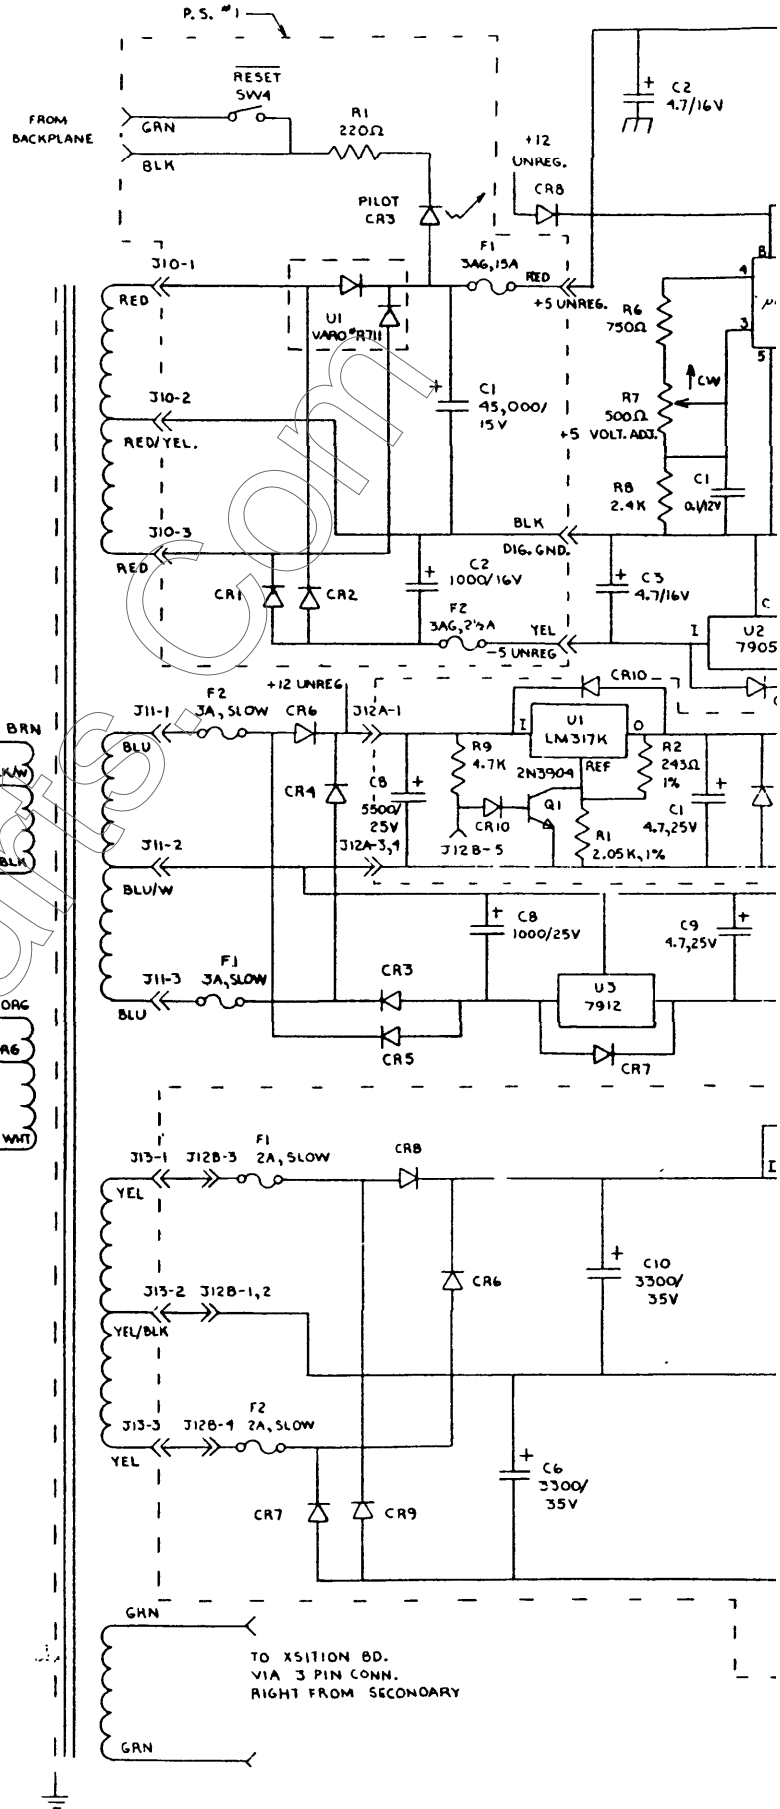 P.S. #1
RESET
SW4
FROM
BACKPLANE
GRN
BLK
R1
220Ω
PILOT
CR3
C2
4.7/16V
+12
UNREG.
CR8
J10-1
RED
U1
VARO #R711
F1
3AG, 15A
RED
+5 UNREG.
C1
45,000/
15V
J10-2
RED/YEL.
8
4
3
5
R6
750Ω
CW
R7
500Ω
+5 VOLT. ADJ.
R8
2.4K
C1
0.1/12V
J10-3
RED
BLK
DIG. GND.
CR1
CR2
C2
1000/16V
F2
3AG, 2½A
YEL
-5 UNREG
C3
4.7/16V
I
U2
7905
C
BRN
BLK
J11-1
BLU
F2
3A, SLOW
+12 UNREG
CR6
J12A-1
CR4
C8
5500/
25V
R9
4.7K
CR10
J12B-5
2N3904
Q1
CR10
I
U1
LM317K
O
REF
R2
243Ω
1%
R1
2.05K, 1%
C1
4.7, 25V
J11-2
BLU/W
J12A-3,4
C8
1000/25V
C9
4.7, 25V
J11-3
BLU
F1
3A, SLOW
CR3
CR5
U3
7912
CR7
ORG
WHT
J13-1
J12B-3
YEL
F1
2A, SLOW
CR8
I
C10
3300/
35V
CR6
J13-2
J12B-1,2
YEL/BLK
J13-3
J12B-4
YEL
F2
2A, SLOW
C6
3300/
35V
CR7
CR9
GRN
TO XSITION BD.
VIA 3 PIN CONN.
RIGHT FROM SECONDARY
GRN